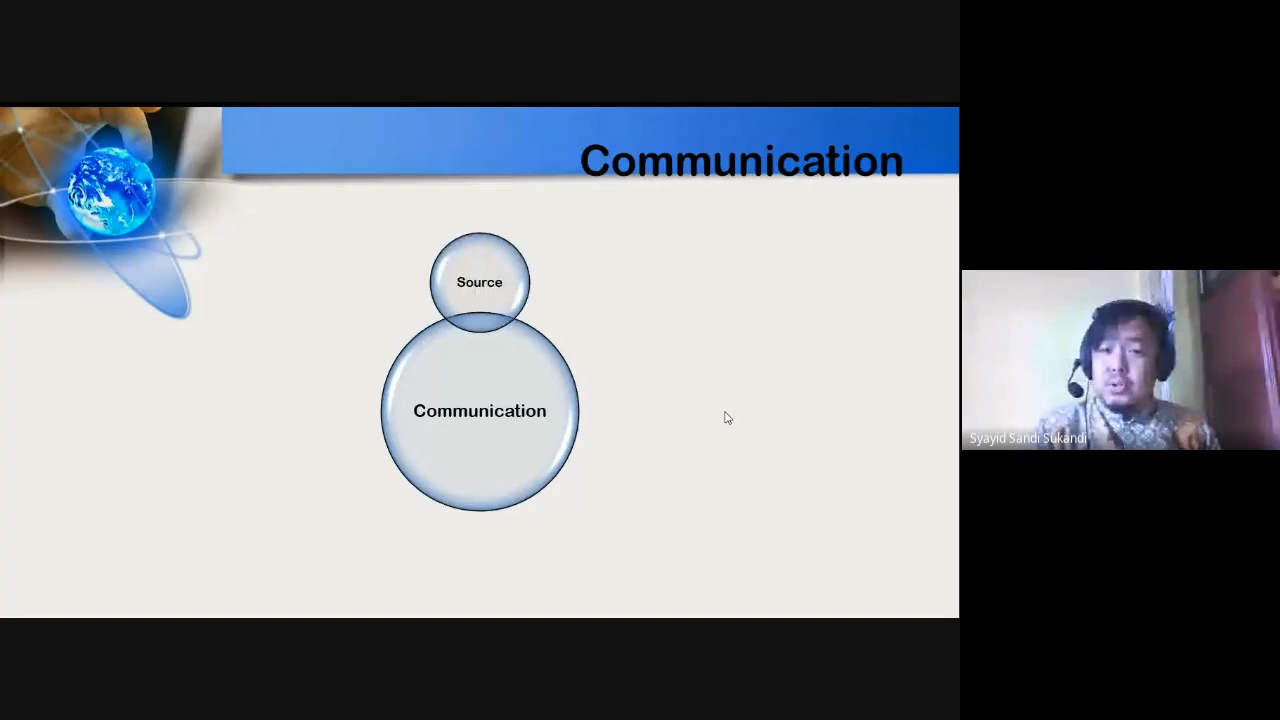 Communication
Source
Communication
Syayid Sandi Sukandi